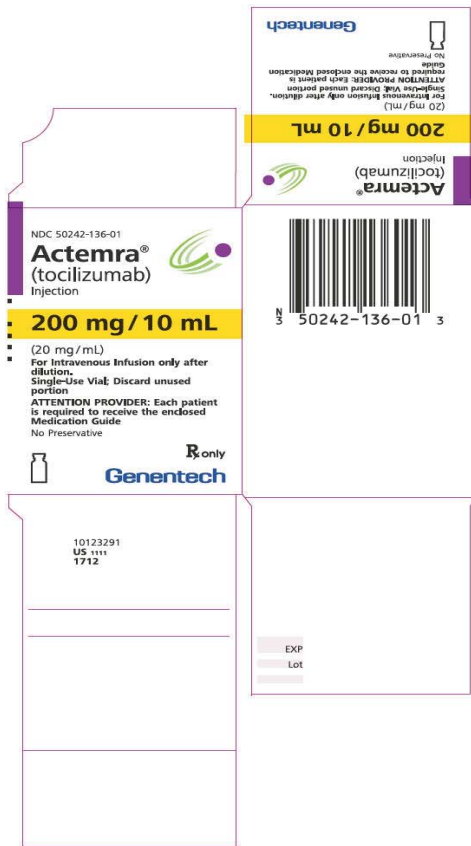 Genentech
No Preservative
Guide
required to receive the enclosed Medication
ATTENTION PROVIDER: Each patient is
Single-Use Vial; Discard unused portion
For Intravenous Infusion only after dilution.
(20 mg/mL)
200 mg/10 mL
Injection
(tocilizumab)
Actemra®
NDC 50242-136-01
Actemra®
(tocilizumab)
Injection
200 mg/10 mL
(20 mg/mL)
For Intravenous Infusion only after
dilution.
Single-Use Vial; Discard unused
portion
ATTENTION PROVIDER: Each patient
is required to receive the enclosed
Medication Guide
No Preservative
Rx only
Genentech
N
3 50242-136-01 3
10123291
US 1111
1712
EXP
Lot